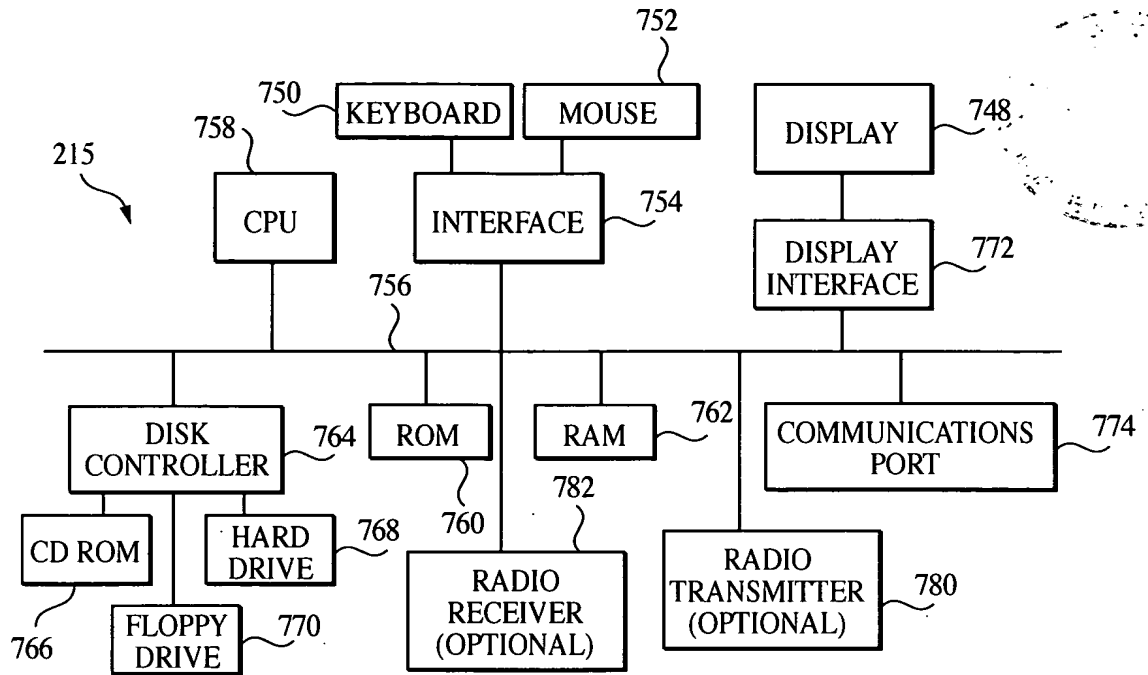 752
750
KEYBOARD
MOUSE
DISPLAY
748
758
215
CPU
INTERFACE
754
DISPLAY
INTERFACE
772
756
DISK
CONTROLLER
764
ROM
760
RAM
762
COMMUNICATIONS
PORT
774
CD ROM
766
HARD
DRIVE
768
FLOPPY
DRIVE
770
782
RADIO
RECEIVER
(OPTIONAL)
RADIO
TRANSMITTER
(OPTIONAL)
780